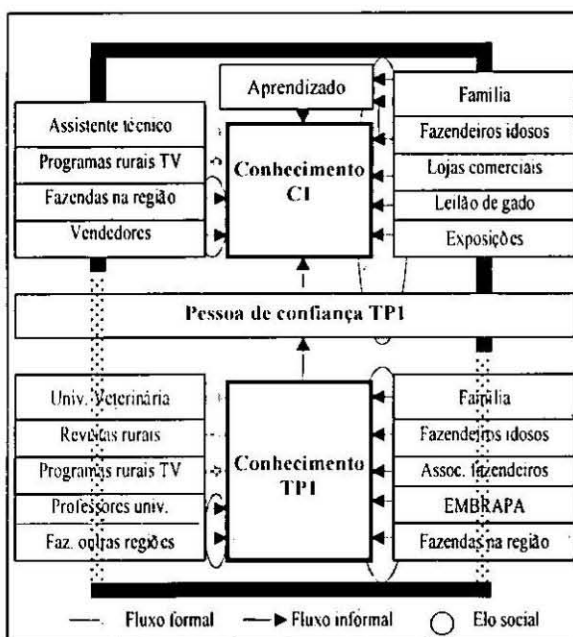 Aprendizado
Assistente técnico
Programas rurais TV
Fazendas na região
Vendedores
Conhecimento
CI
Família
Fazendeiros idosos
Lojas comerciais
Leilão de gado
Exposições
Pessoa de confiança TP1
Univ. Veterinária
Revistas rurais
Programas rurais TV
Professores univ.
Faz. outras regiões
Conhecimento
TP1
Família
Fazendeiros idosos
Assoc. fazendeiros
EMBRAPA
Fazendas na região
Fluxo formal
Fluxo informal
Elo social